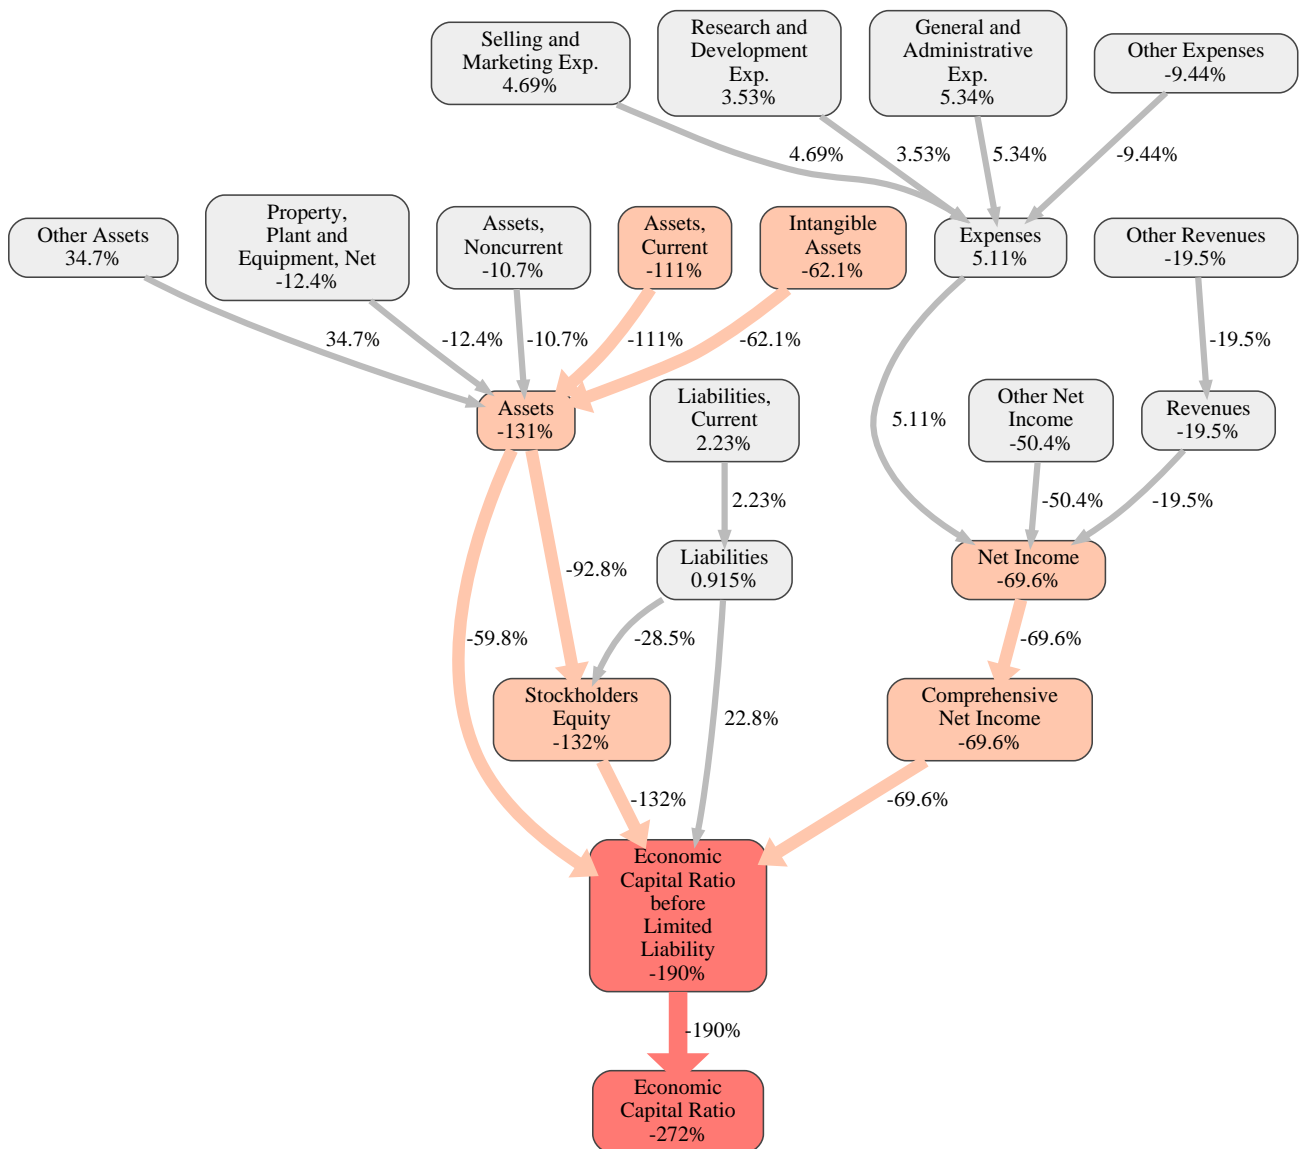 Selling and
Marketing Exp.
4.69%
Research and
Development
Exp.
3.53%
General and
Administrative
Exp.
5.34%
Other Expenses
-9.44%
4.69%
3.53%
5.34%
-9.44%
Other Assets
34.7%
Property,
Plant and
Equipment, Net
-12.4%
Assets,
Noncurrent
-10.7%
Assets,
Current
-111%
Intangible
Assets
-62.1%
Expenses
5.11%
Other Revenues
-19.5%
34.7%
-12.4%
-10.7%
-111%
-62.1%
-19.5%
Assets
-131%
Liabilities,
Current
2.23%
5.11%
Other Net
Income
-50.4%
Revenues
-19.5%
2.23%
-50.4%
-19.5%
-92.8%
Liabilities
0.915%
Net Income
-69.6%
-59.8%
-28.5%
-69.6%
Stockholders
Equity
-132%
22.8%
Comprehensive
Net Income
-69.6%
-132%
-69.6%
Economic
Capital Ratio
before
Limited
Liability
-190%
-190%
Economic
Capital Ratio
-272%